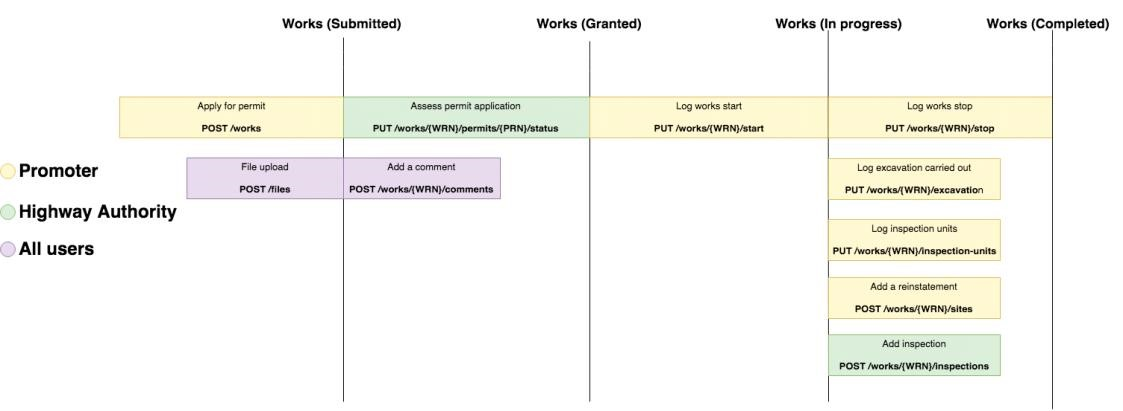 Works (Submitted)
Works (Granted)
Works (In progress)
Works (Completed)
Apply for permit
POST /works
Assess permit application
PUT /works/{WRN}/permits/{PRN}/status
Log works start
PUT /works/{WRN}/start
Log works stop
PUT /works/{WRN}/stop
File upload
POST /files
Add a comment
POST /works/{WRN}/comments
Log excavation carried out
PUT /works/{WRN}/excavation
Promoter
Highway Authority
All users
Log inspection units
PUT /works/{WRN}/inspection-units
Add a reinstatement
POST /works/{WRN}/sites
Add inspection
POST /works/{WRN}/inspections